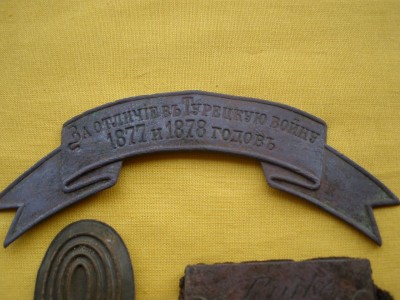 За отличіе въ Турецкую войну
1877 и 1878 годовъ